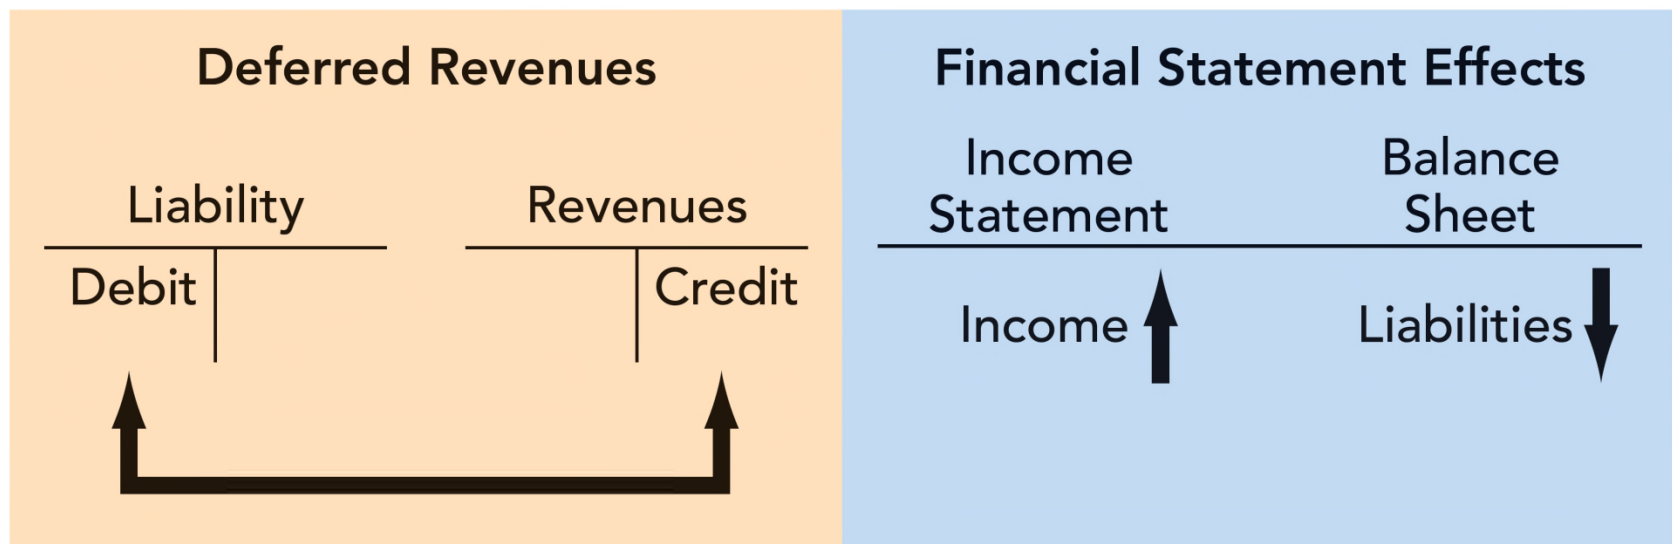 Deferred Revenues
Liability
Revenues
Debit
Credit
Financial Statement Effects
Income
Statement
Balance
Sheet
Income
Liabilities